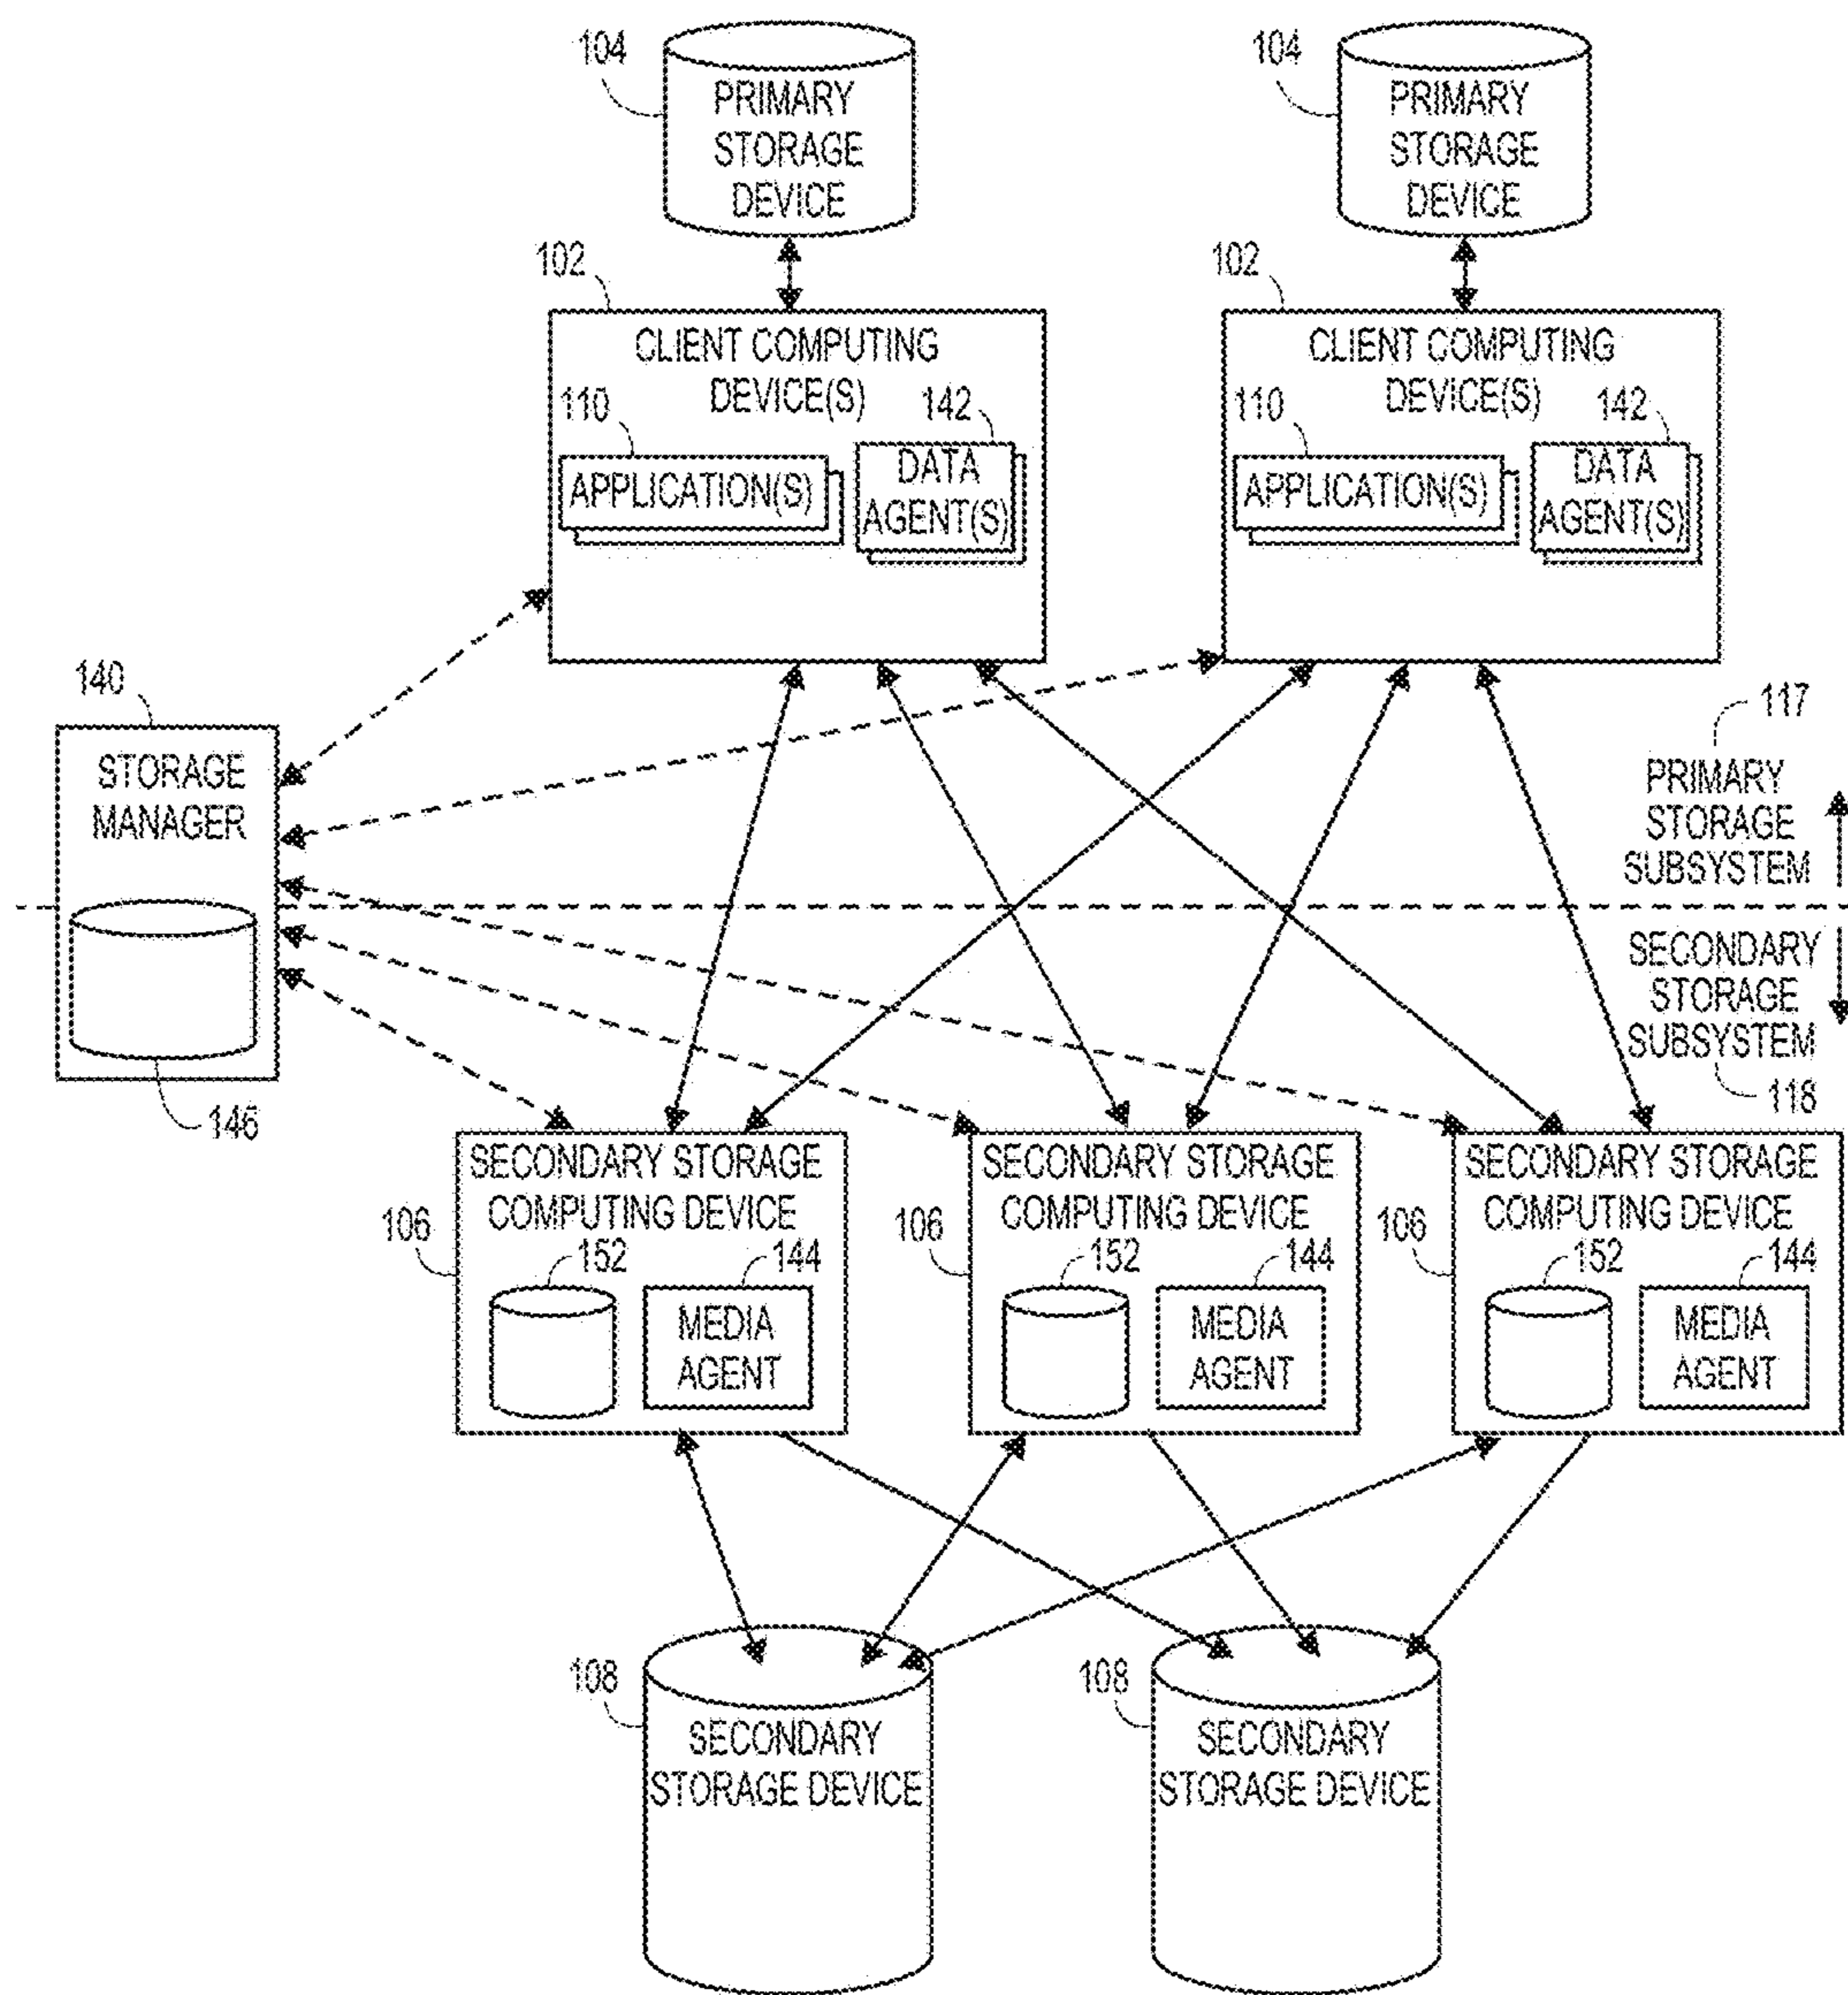 104
PRIMARY
STORAGE
DEVICE
104
PRIMARY
STORAGE
DEVICE
102
CLIENT COMPUTING
DEVICE(S)
110
142
APPLICATION(S)
DATA
AGENT(S)
102
CLIENT COMPUTING
DEVICE(S)
110
142
APPLICATION(S)
DATA
AGENT(S)
140
STORAGE
MANAGER
146
117
PRIMARY
STORAGE
SUBSYSTEM
SECONDARY
STORAGE
SUBSYSTEM
118
106
SECONDARY STORAGE
COMPUTING DEVICE
152
144
MEDIA
AGENT
106
SECONDARY STORAGE
COMPUTING DEVICE
152
144
MEDIA
AGENT
106
SECONDARY STORAGE
COMPUTING DEVICE
152
144
MEDIA
AGENT
108
SECONDARY
STORAGE DEVICE
108
SECONDARY
STORAGE DEVICE